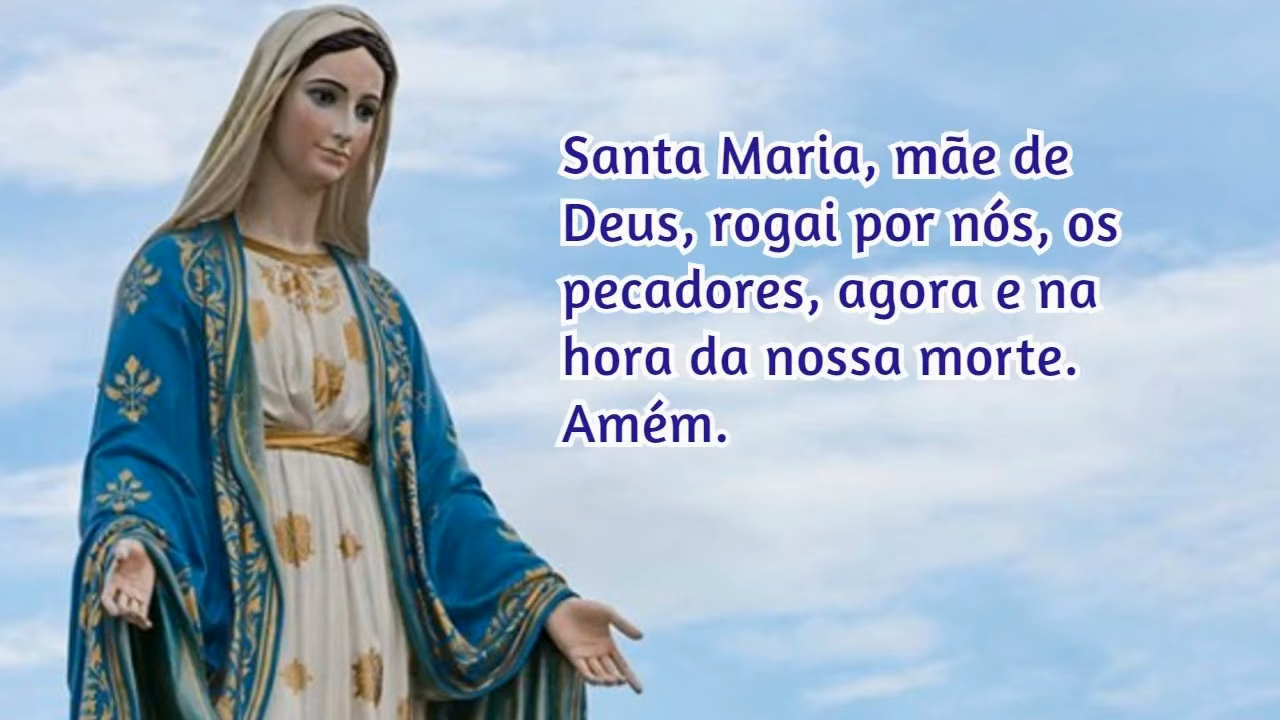 Santa Maria, mãe de
Deus, rogai por nós, os
pecadores, agora e na
hora da nossa morte.
Amém.